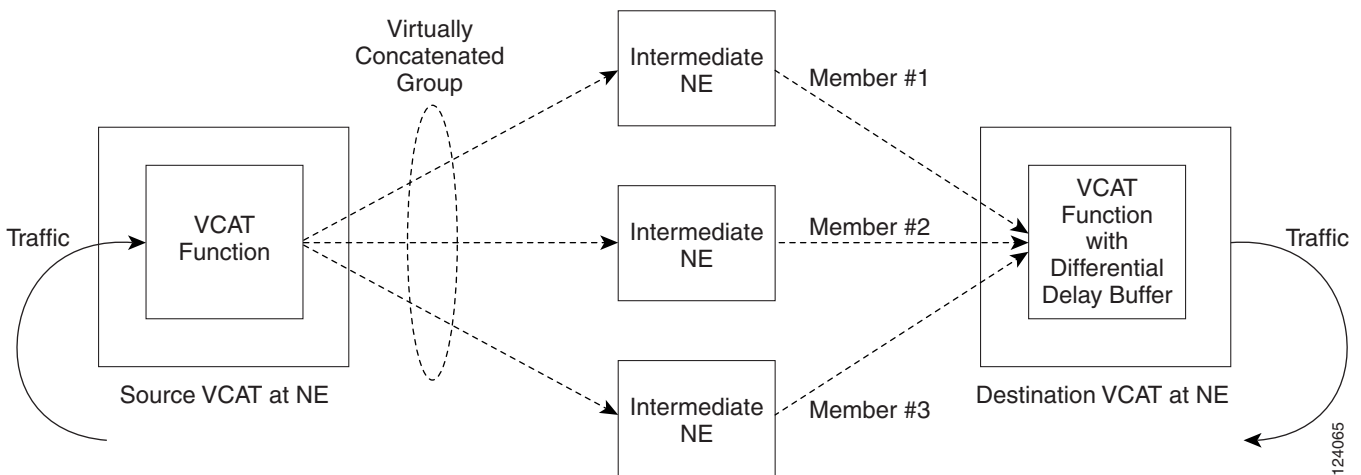 Virtually
Concatenated
Group
Intermediate
NE
Member #1
VCAT
Function
Traffic
Intermediate
NE
Member #2
VCAT
Function
with
Differential
Delay Buffer
Traffic
Source VCAT at NE
Intermediate
NE
Member #3
Destination VCAT at NE
124065